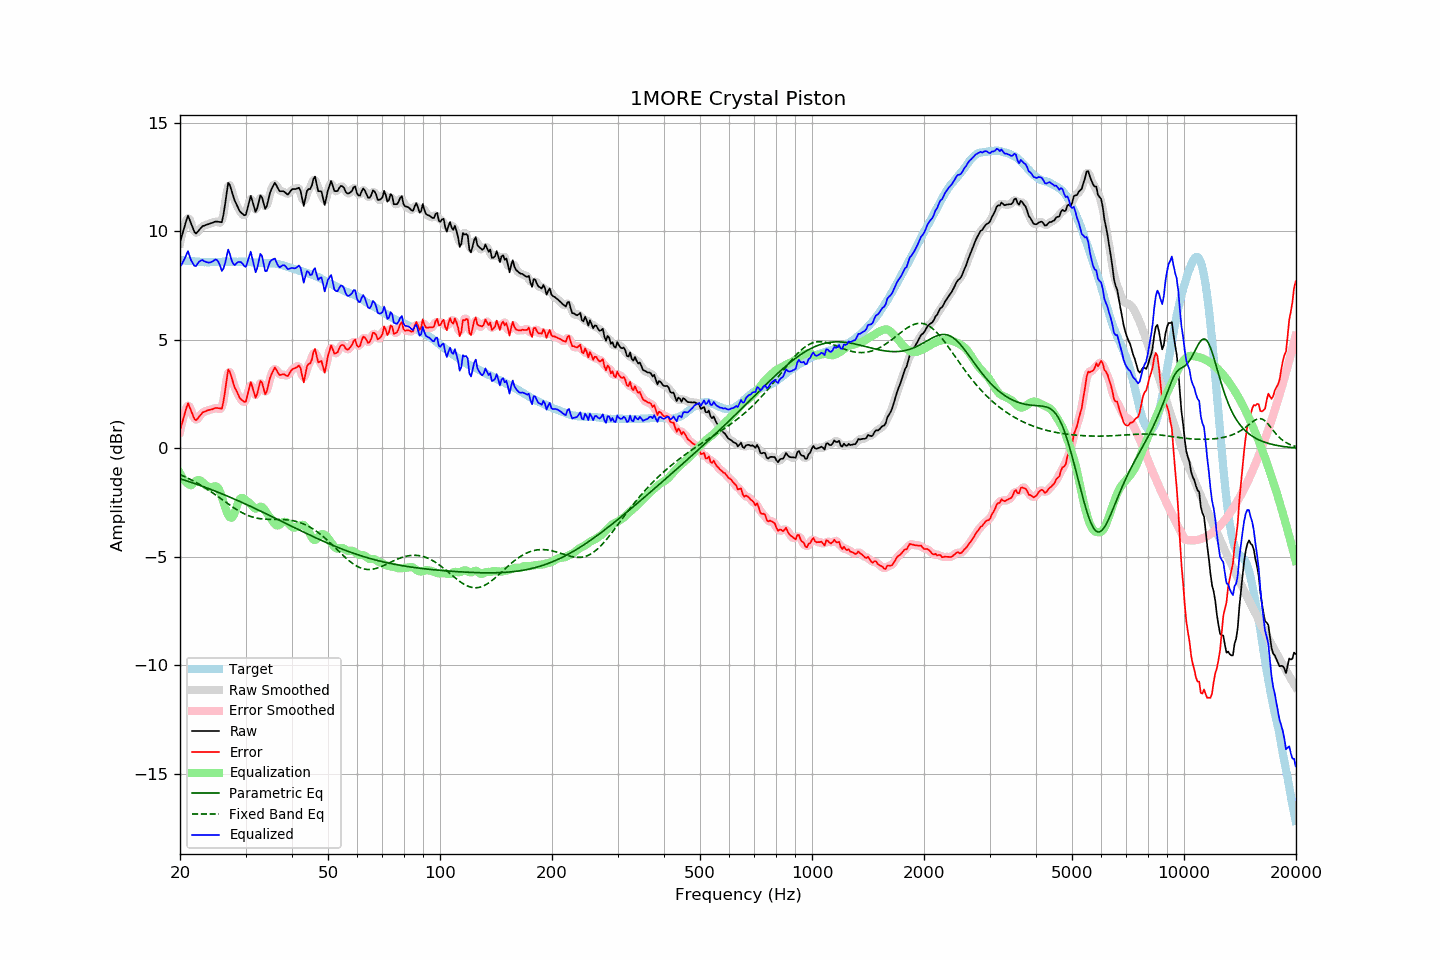 1MORE Crystal Piston
15
10
5
0
−5
−10
−15
Amplitude (dBr)
Target
Raw Smoothed
Error Smoothed
Raw
Error
Equalization
Parametric Eq
Fixed Band Eq
Equalized
20 50 100 200 500 1000 2000 5000 10000 20000
Frequency (Hz)